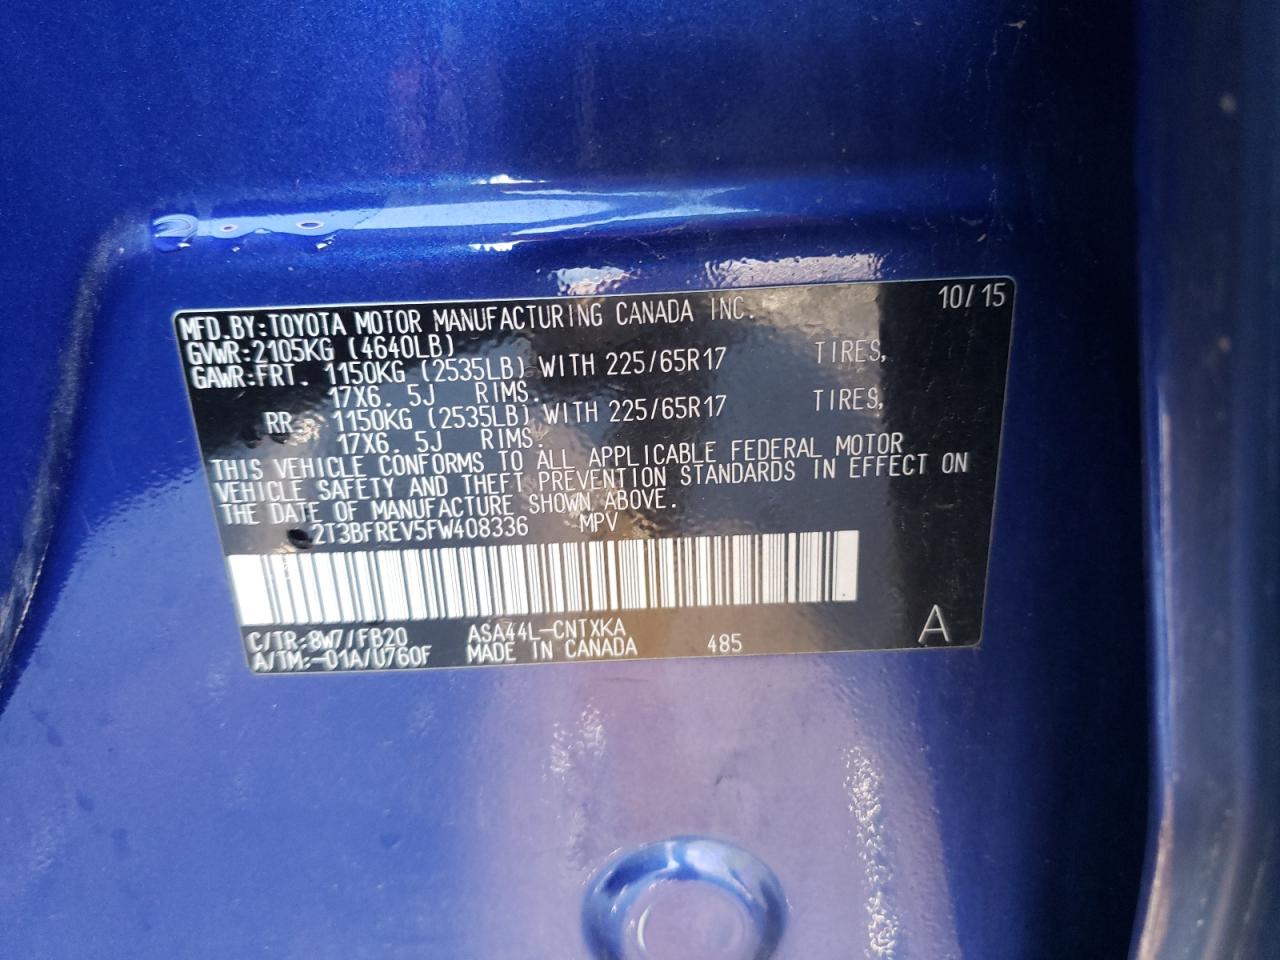 MFD.BY:TOYOTA MOTOR MANUFACTURING CANADA INC. 10/15
GVWR:2105KG (4640LB)
GAWR:FRT. 1150KG (2535LB) WITH 225/65R17 TIRES,
17X6. 5J RIMS.
RR. 1150KG (2535LB) WITH 225/65R17 TIRES,
17X6. 5J RIMS.
THIS VEHICLE CONFORMS TO ALL APPLICABLE FEDERAL MOTOR
VEHICLE SAFETY AND THEFT PREVENTION STANDARDS IN EFFECT ON
THE DATE OF MANUFACTURE SHOWN ABOVE.
2T3BFREV5FW408336 MPV
C/TR:8W7/FB20 ASA44L-CNTXKA A
A/TM:-01A/U760F MADE IN CANADA 485